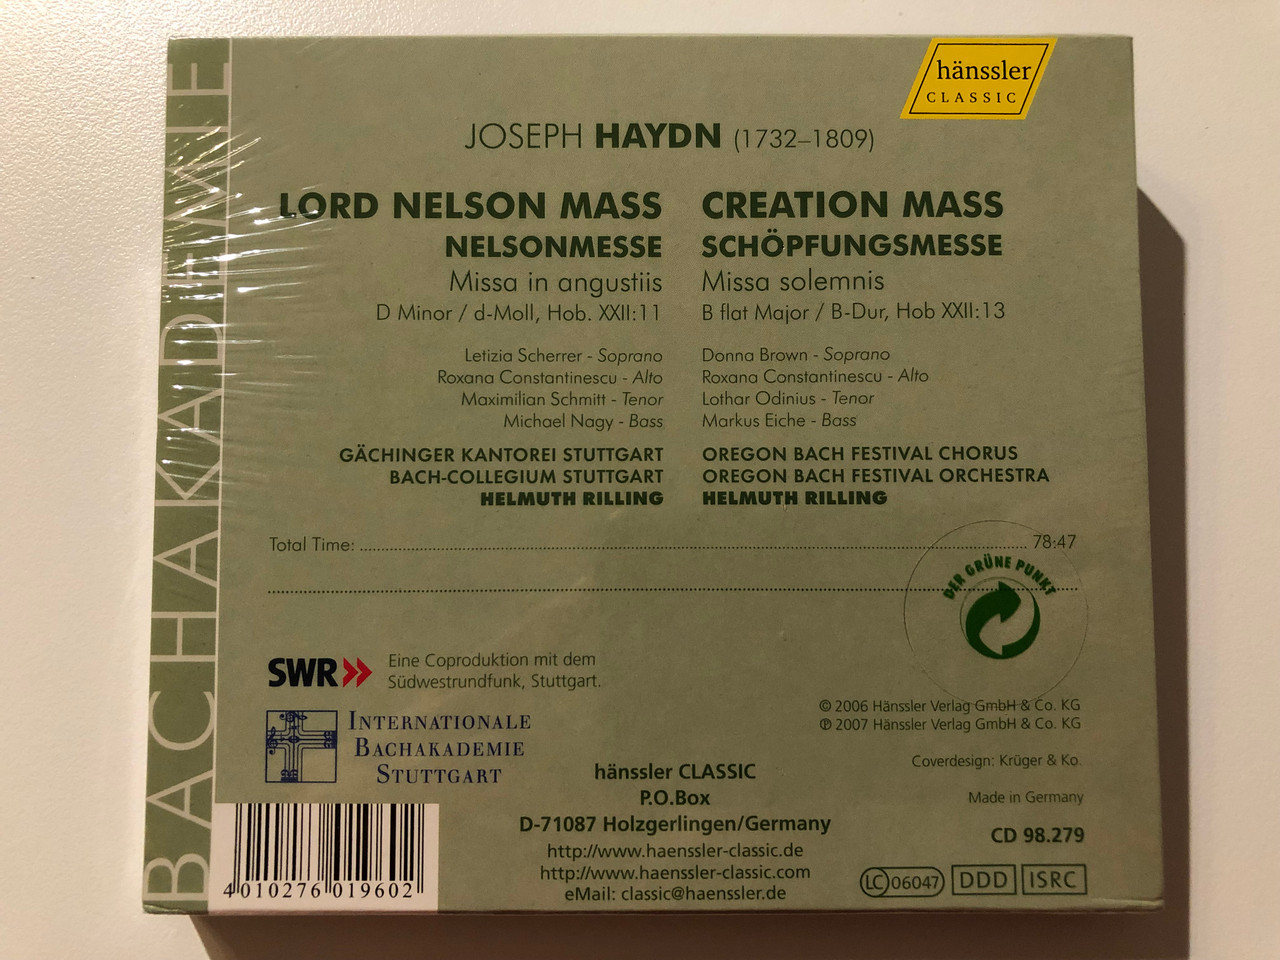 hänssler
CLASSIC
BACHAKADEMIE
JOSEPH HAYDN (1732–1809)
LORD NELSON MASS
NELSONMESSE
Missa in angustiis
D Minor / d-Moll, Hob. XXII:11
Letizia Scherrer - Soprano
Roxana Constantinescu - Alto
Maximilian Schmitt - Tenor
Michael Nagy - Bass
GÄCHINGER KANTOREI STUTTGART
BACH-COLLEGIUM STUTTGART
HELMUTH RILLING
CREATION MASS
SCHÖPFUNGSMESSE
Missa solemnis
B flat Major / B-Dur, Hob XXII:13
Donna Brown - Soprano
Roxana Constantinescu - Alto
Lothar Odinius - Tenor
Markus Eiche - Bass
OREGON BACH FESTIVAL CHORUS
OREGON BACH FESTIVAL ORCHESTRA
HELMUTH RILLING
Total Time: 78:47
DER GRÜNE PUNKT
SWR
Eine Coproduktion mit dem
Südwestrundfunk, Stuttgart.
INTERNATIONALE
BACHAKADEMIE
STUTTGART
© 2006 Hänssler Verlag GmbH & Co. KG
℗ 2007 Hänssler Verlag GmbH & Co. KG
Coverdesign: Krüger & Ko.
Made in Germany
CD 98.279
hänssler CLASSIC
P.O.Box
D-71087 Holzgerlingen/Germany
http://www.haenssler-classic.de
http://www.haenssler-classic.com
eMail: classic@haenssler.de
4 010276 019602
LC 06047
DDD
ISRC